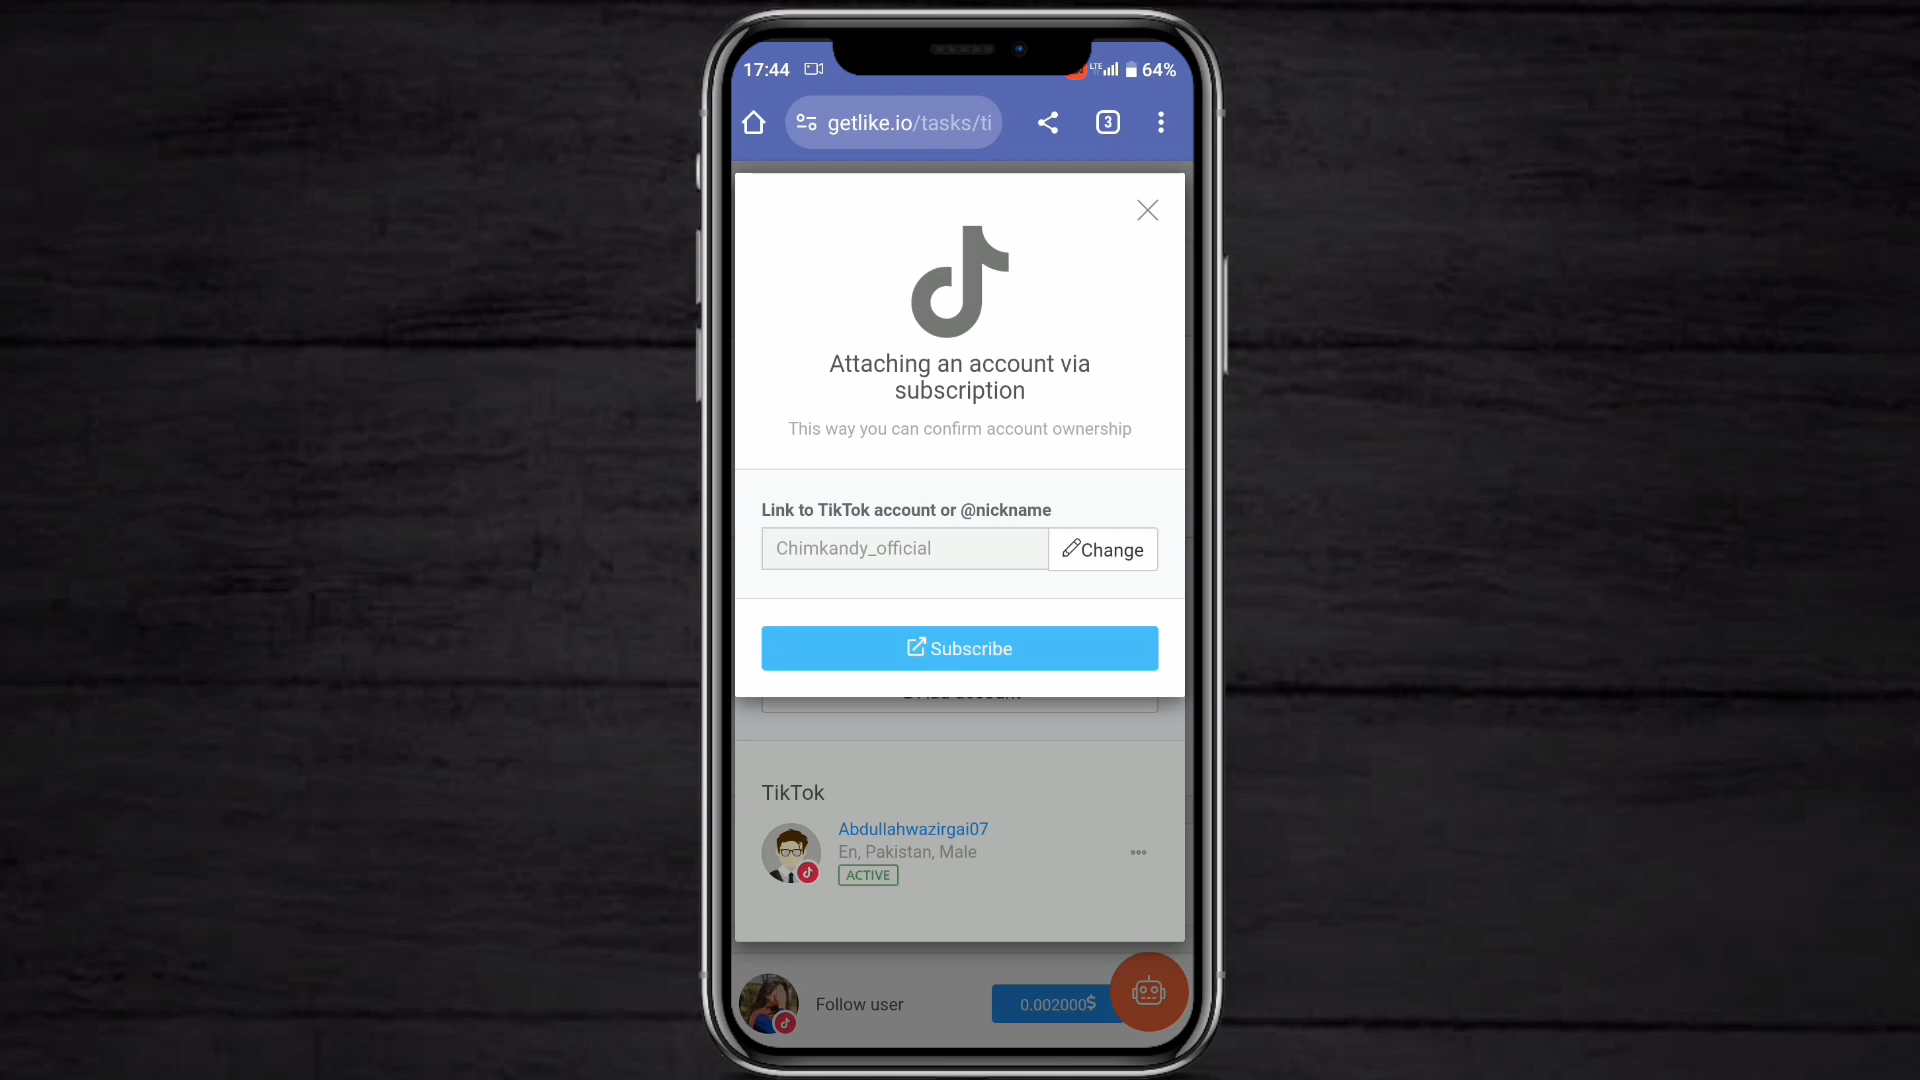 17:44
LTE
64%
getlike.io/tasks/ti
3
Attaching an account via
subscription
This way you can confirm account ownership
Link to TikTok account or @nickname
Chimkandy_official
Change
Subscribe
TikTok
Abdullahwazirgai07
En, Pakistan, Male
ACTIVE
Follow user
0.002000$